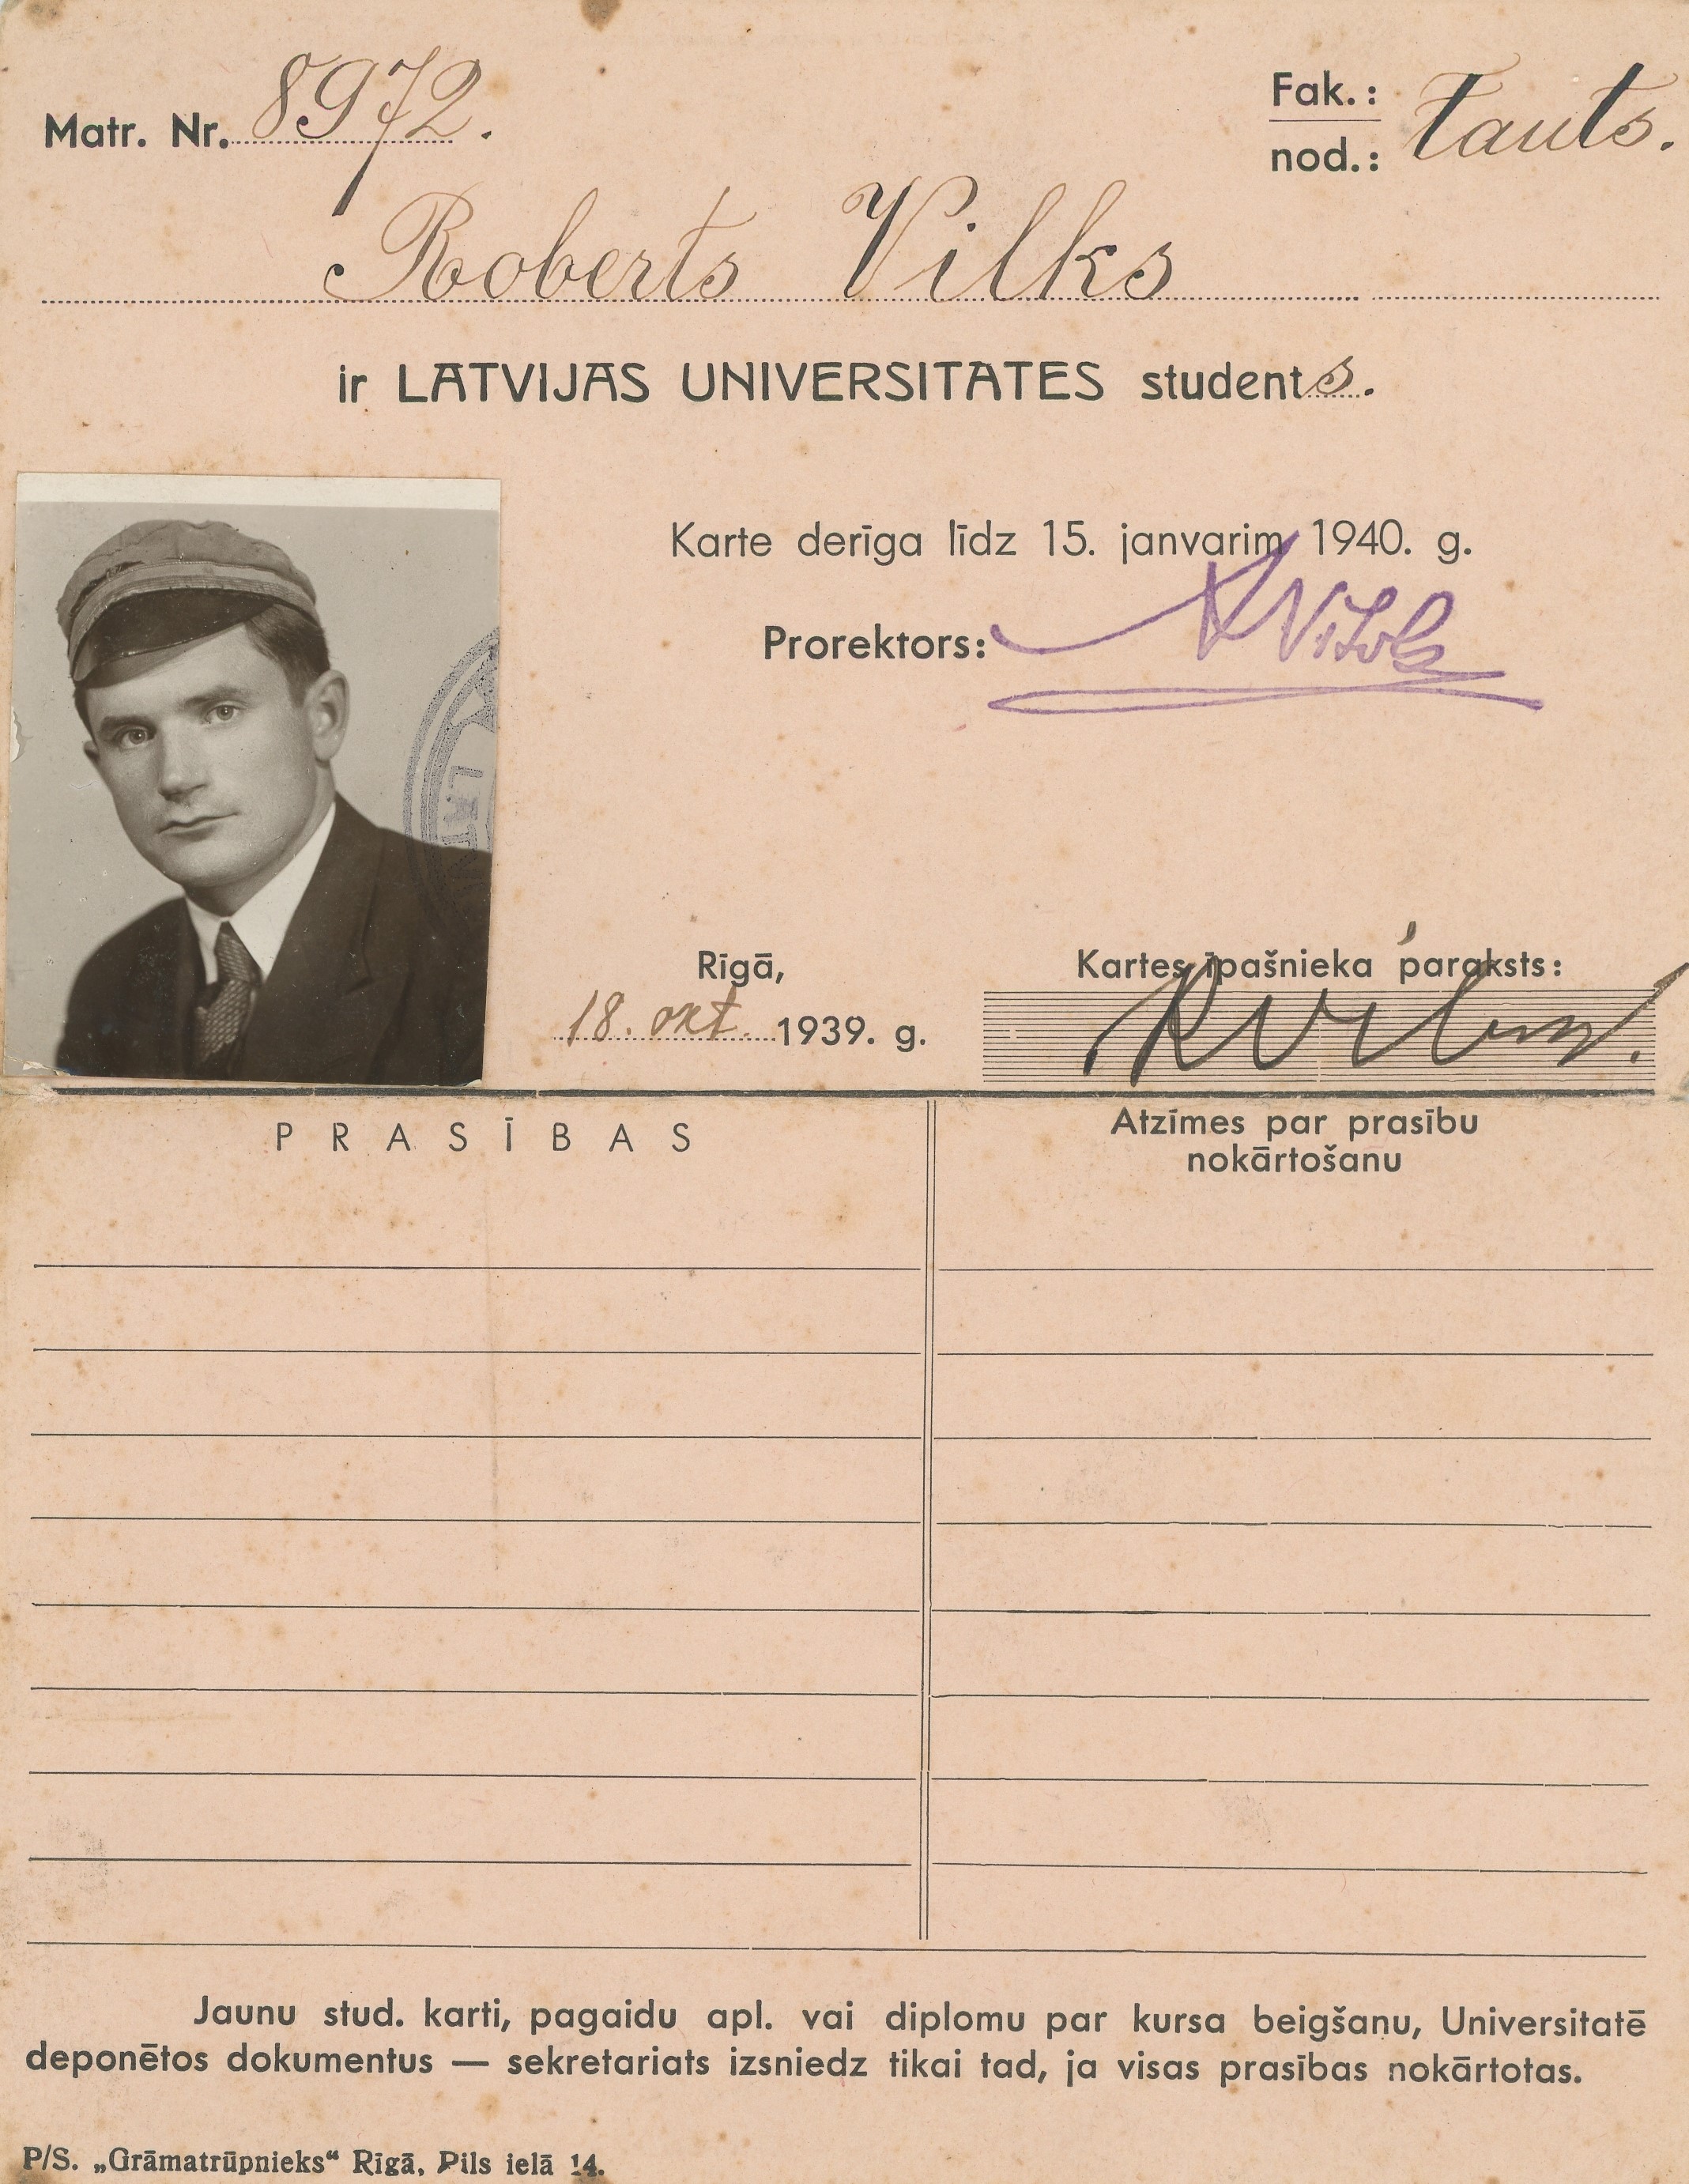 Matr. Nr. 8972.
Fak.: Tauts.
nod.:
Roberts Vilks
ir LATVIJAS UNIVERSITATES students.
Karte derīga līdz 15. janvarim 1940. g.
Prorektors:
LAT
Rīgā,
18. okt. 1939. g.
Kartes īpašnieka paraksts:
PRASĪBAS
Atzīmes par prasību
nokārtošanu
Jaunu stud. karti, pagaidu apl. vai diplomu par kursa beigšanu, Universitatē
deponētos dokumentus — sekretariats izsniedz tikai tad, ja visas prasības nokārtotas.
P/S. „Grāmatrūpnieks“ Rīgā, Pils ielā 14.